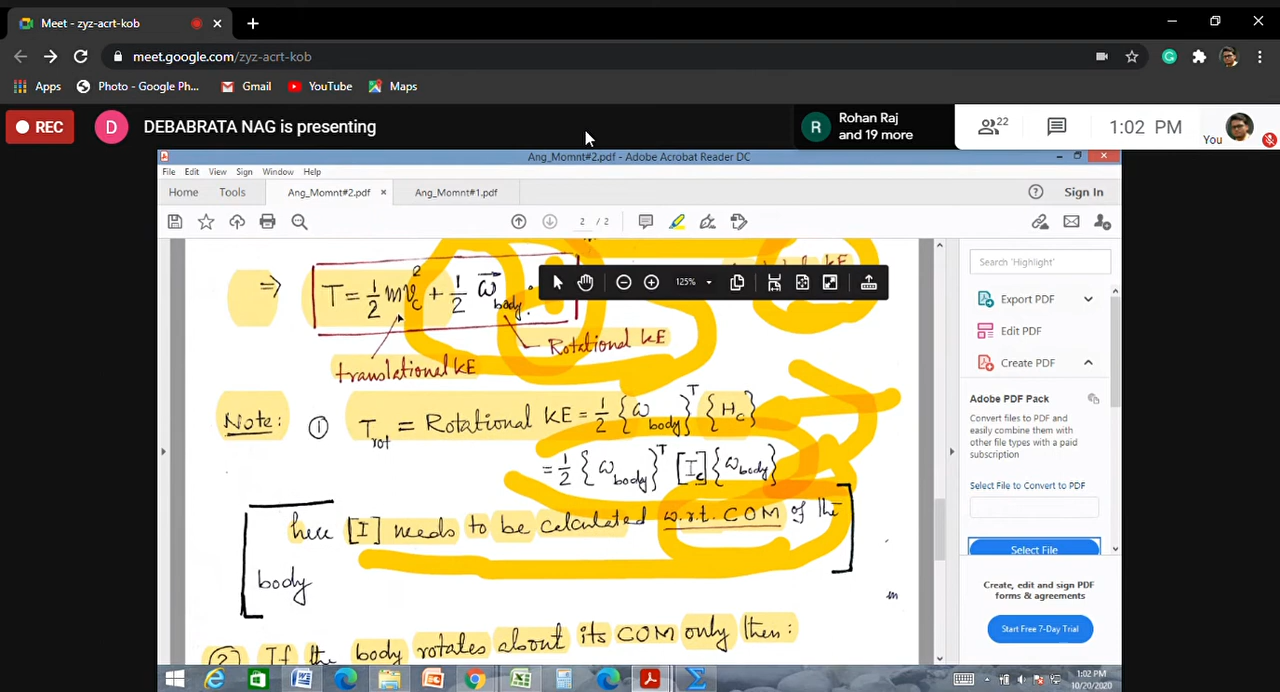 Meet - zyz-acrt-kob
meet.google.com/zyz-acrt-kob
Apps Photo - Google Ph... Gmail YouTube Maps
REC D DEBABRATA NAG is presenting R Rohan Raj
and 19 more 22 1:02 PM
You
Ang_Momnt#2.pdf - Adobe Acrobat Reader DC
File Edit View Sign Window Help
Home Tools Ang_Momnt#2.pdf × Ang_Momnt#1.pdf Sign In
2 / 2
125%
⇒ T = 1/2 m v_c^2 + 1/2 ω⃗_body .
Rotational KE
translational KE
Note: ① T_rot = Rotational KE = 1/2 {ω_body}^T {H_c}
= 1/2 {ω_body}^T [I_c] {ω_body}
[ here [I] needs to be calculated w.r.t. COM of the
body ]
② If the body rotates about its COM only then:
Search 'Highlight'
Export PDF
Edit PDF
Create PDF
Adobe PDF Pack
Convert files to PDF and
easily combine them with
other file types with a paid
subscription
Select File to Convert to PDF
Select File
Create, edit and sign PDF
forms & agreements
Start Free 7-Day Trial
1:02 PM
10/20/2020